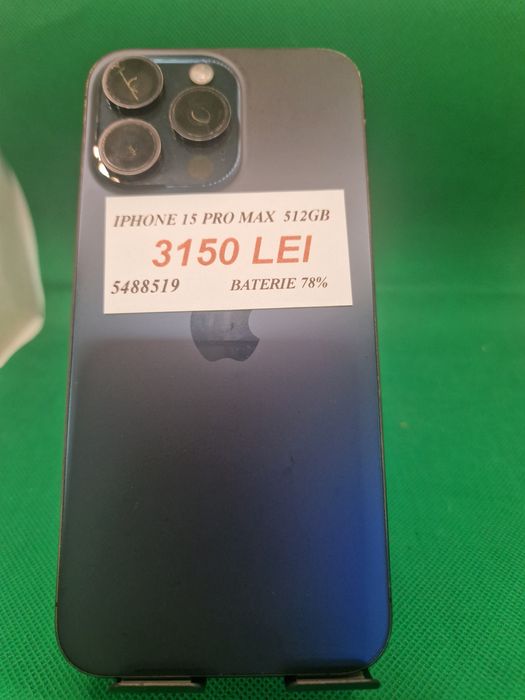 IPHONE 15 PRO MAX 512GB
3150 LEI
5488519 BATERIE 78%